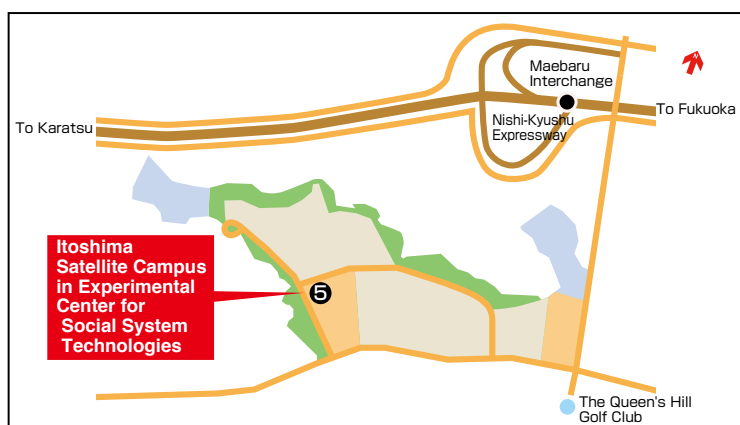 Maebaru
Interchange
To Fukuoka
Nishi-Kyushu
Expressway
To Karatsu
Itoshima
Satellite Campus
in Experimental
Center for
Social System
Technologies
5
The Queen's Hill
Golf Club